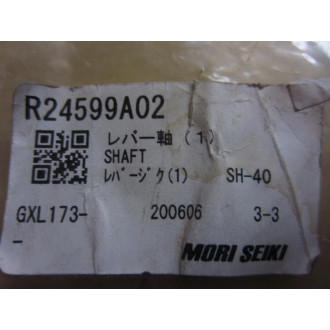 R24599A02
レバー軸 (1)
SHAFT
ﾚﾊﾞｰｼﾞｸ(1) SH-40
GXL173- 200606 3-3
-
MORI SEIKI